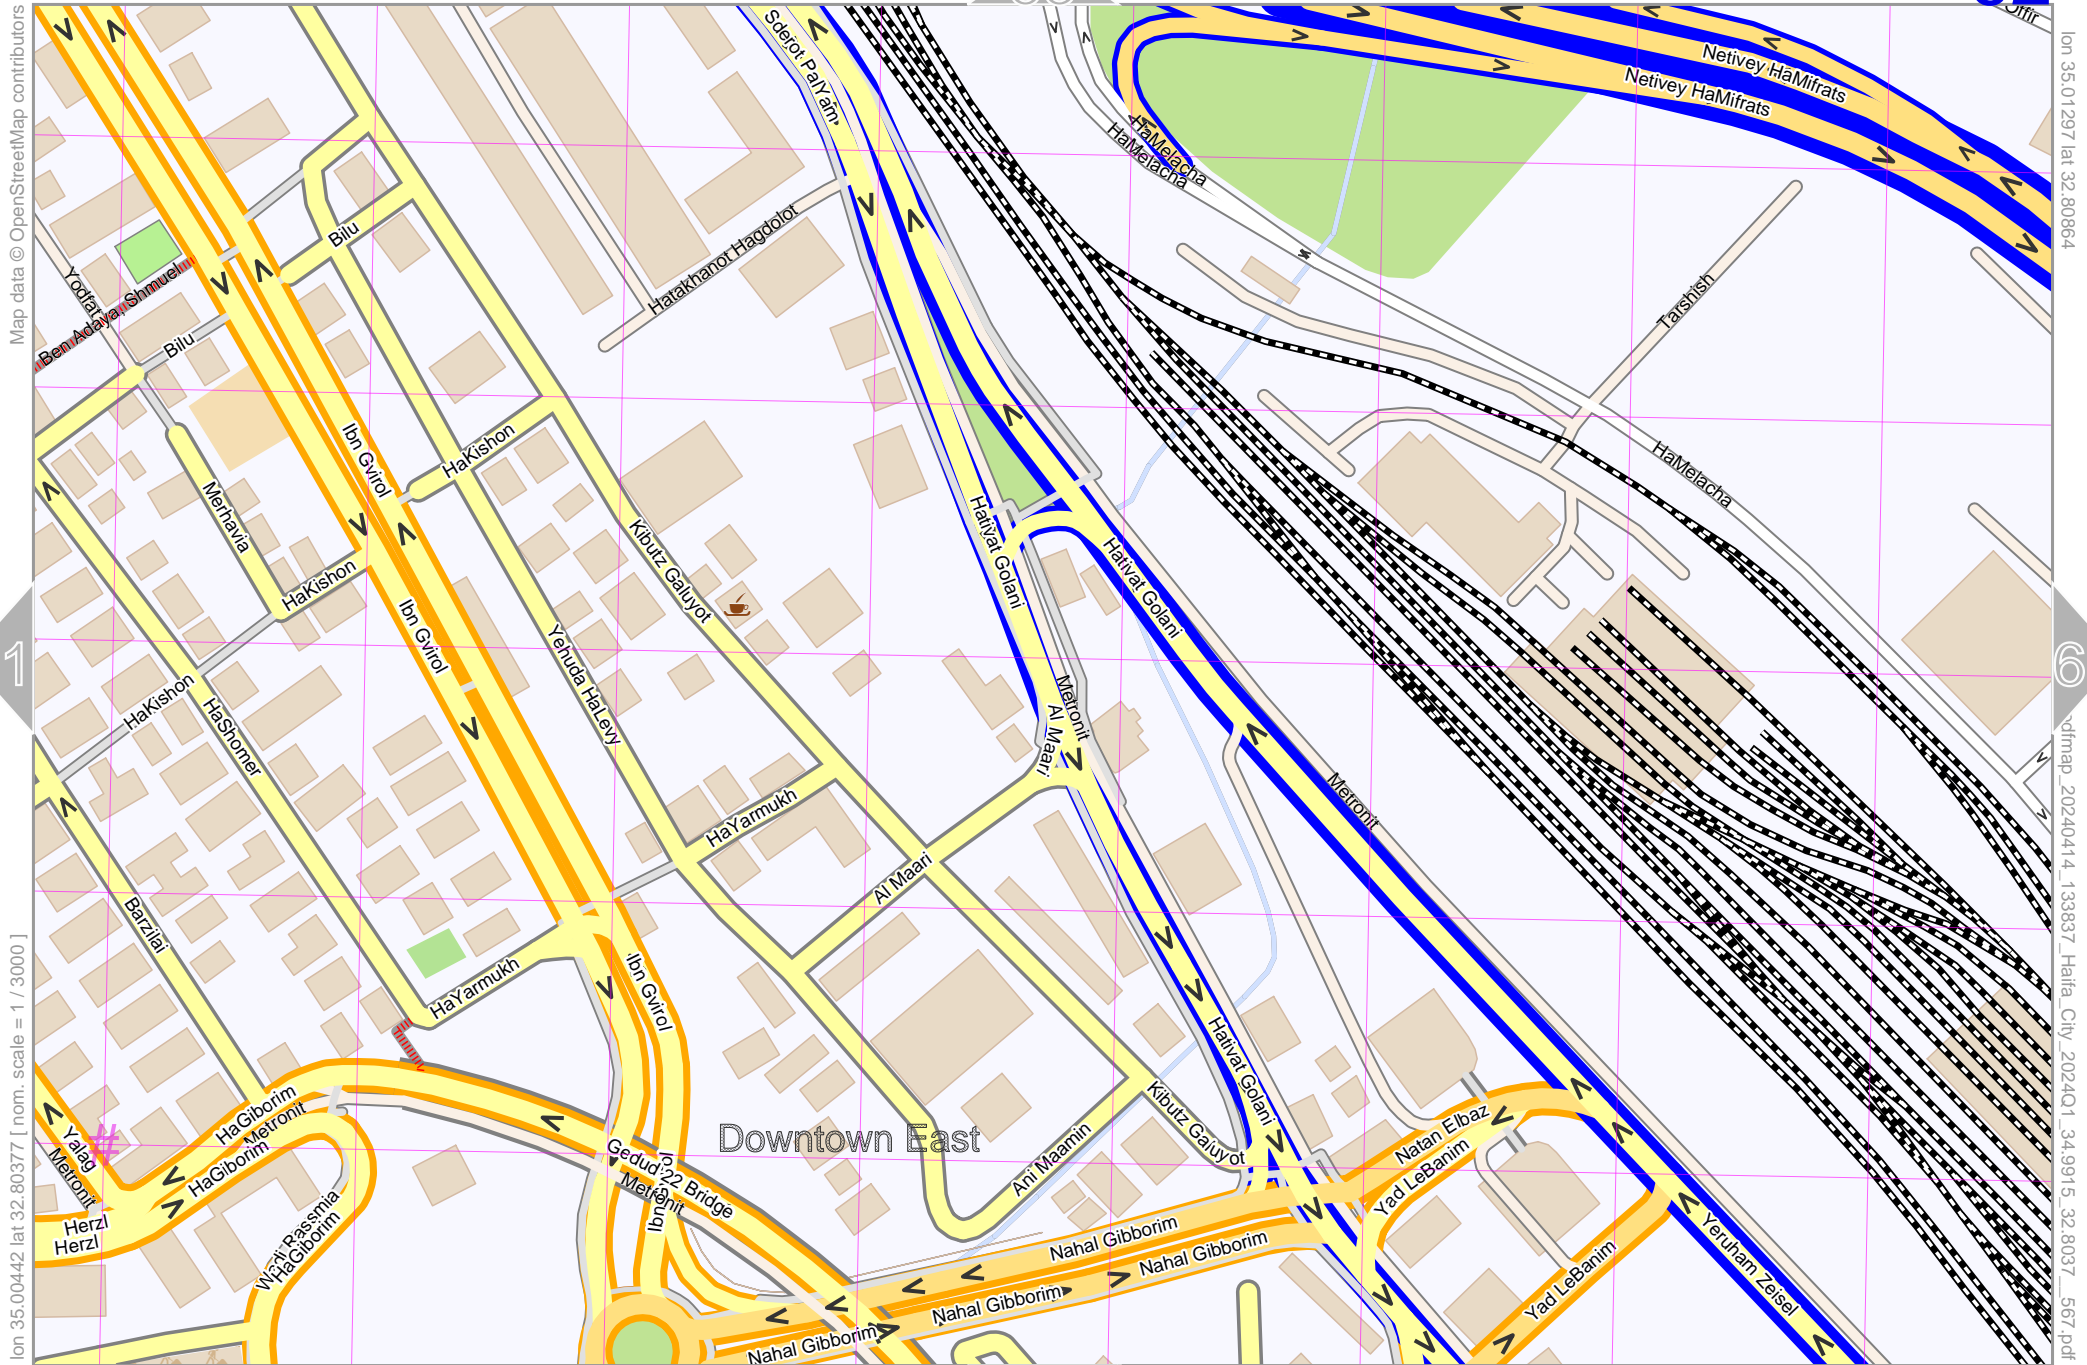 Offir
Sderot PalYam
Netivey HaMifrats
Netivey HaMifrats
HaMelacha
HaMelacha
Map data © OpenStreetMap contributors
lon 35.01297 lat 32.80864
Bilu
Yodfat
Ben Adaya, Shmuel
Hatakhanot Hagdolot
Tarshish
Bilu
Ibn Gvirol
HaKishon
HaMelacha
Merhavia
Hativat Golani
Kibutz Galuyot
Hativat Golani
HaKishon
Ibn Gvirol
Yehuda HaLevy
1
6
HaKishon
HaShomer
Metronit
Al Maari
Metronit
HaYarmukh
Al Maari
Barzilai
HaYarmukh
Ibn Gvirol
Hativat Golani
HaGiborim
HaGiborim
Metronit
Yalag
Metronit
#
Downtown East
Gedud 22 Bridge
Metronit
Kibutz Galuyot
Ani Maamin
Natan Elbaz
Yad LeBanim
Herzl
Herzl
Wadi Rassmia
HaGiborim
Nahal Gibborim
Nahal Gibborim
Nahal Gibborim
Nahal Gibborim
Yad LeBanim
Yeruham Zeisel
lon 35.00442 lat 32.80377 [ nom. scale = 1 / 3000 ]